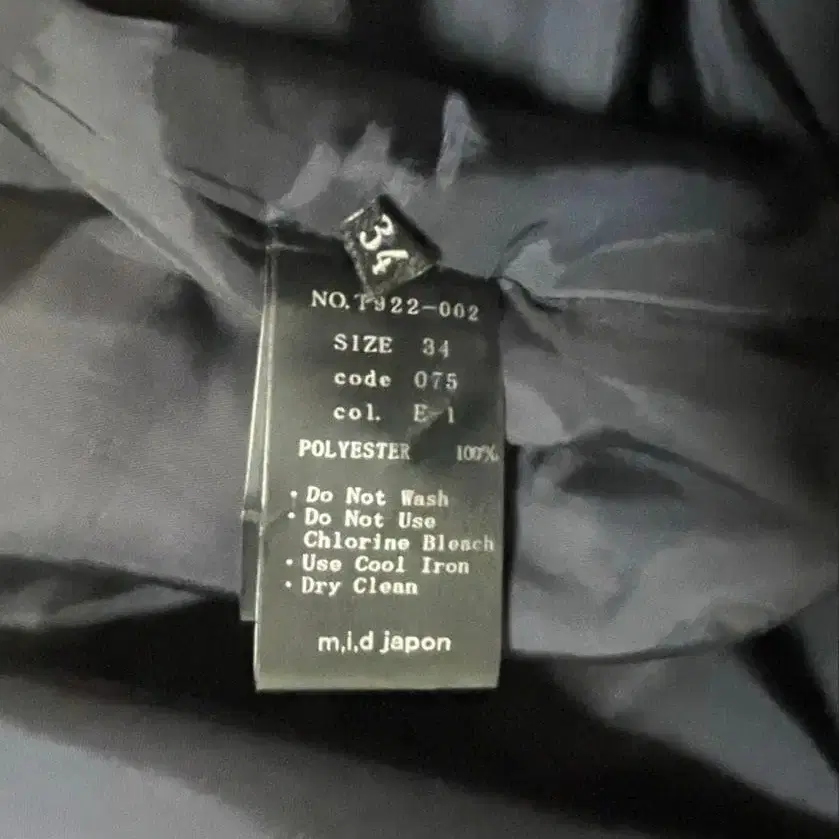 34
NO.T922-002
SIZE 34
code 075
col. E-1
POLYESTER 100%
・Do Not Wash
・Do Not Use
Chlorine Bleach
・Use Cool Iron
・Dry Clean
m,i,d japon